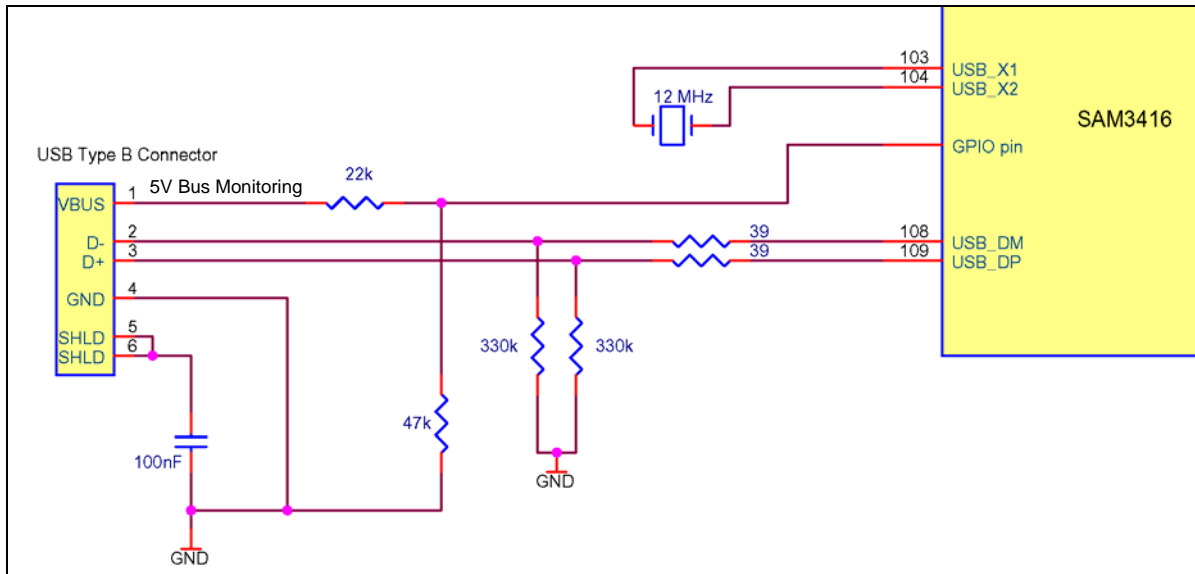 103
USB_X1
104
USB_X2
12 MHz
SAM3416
GPIO pin
USB Type B Connector
5V Bus Monitoring
22k
VBUS
1
D-
2
39
108
USB_DM
D+
3
39
109
USB_DP
GND
4
SHLD
5
SHLD
6
330k
330k
47k
100nF
GND
GND